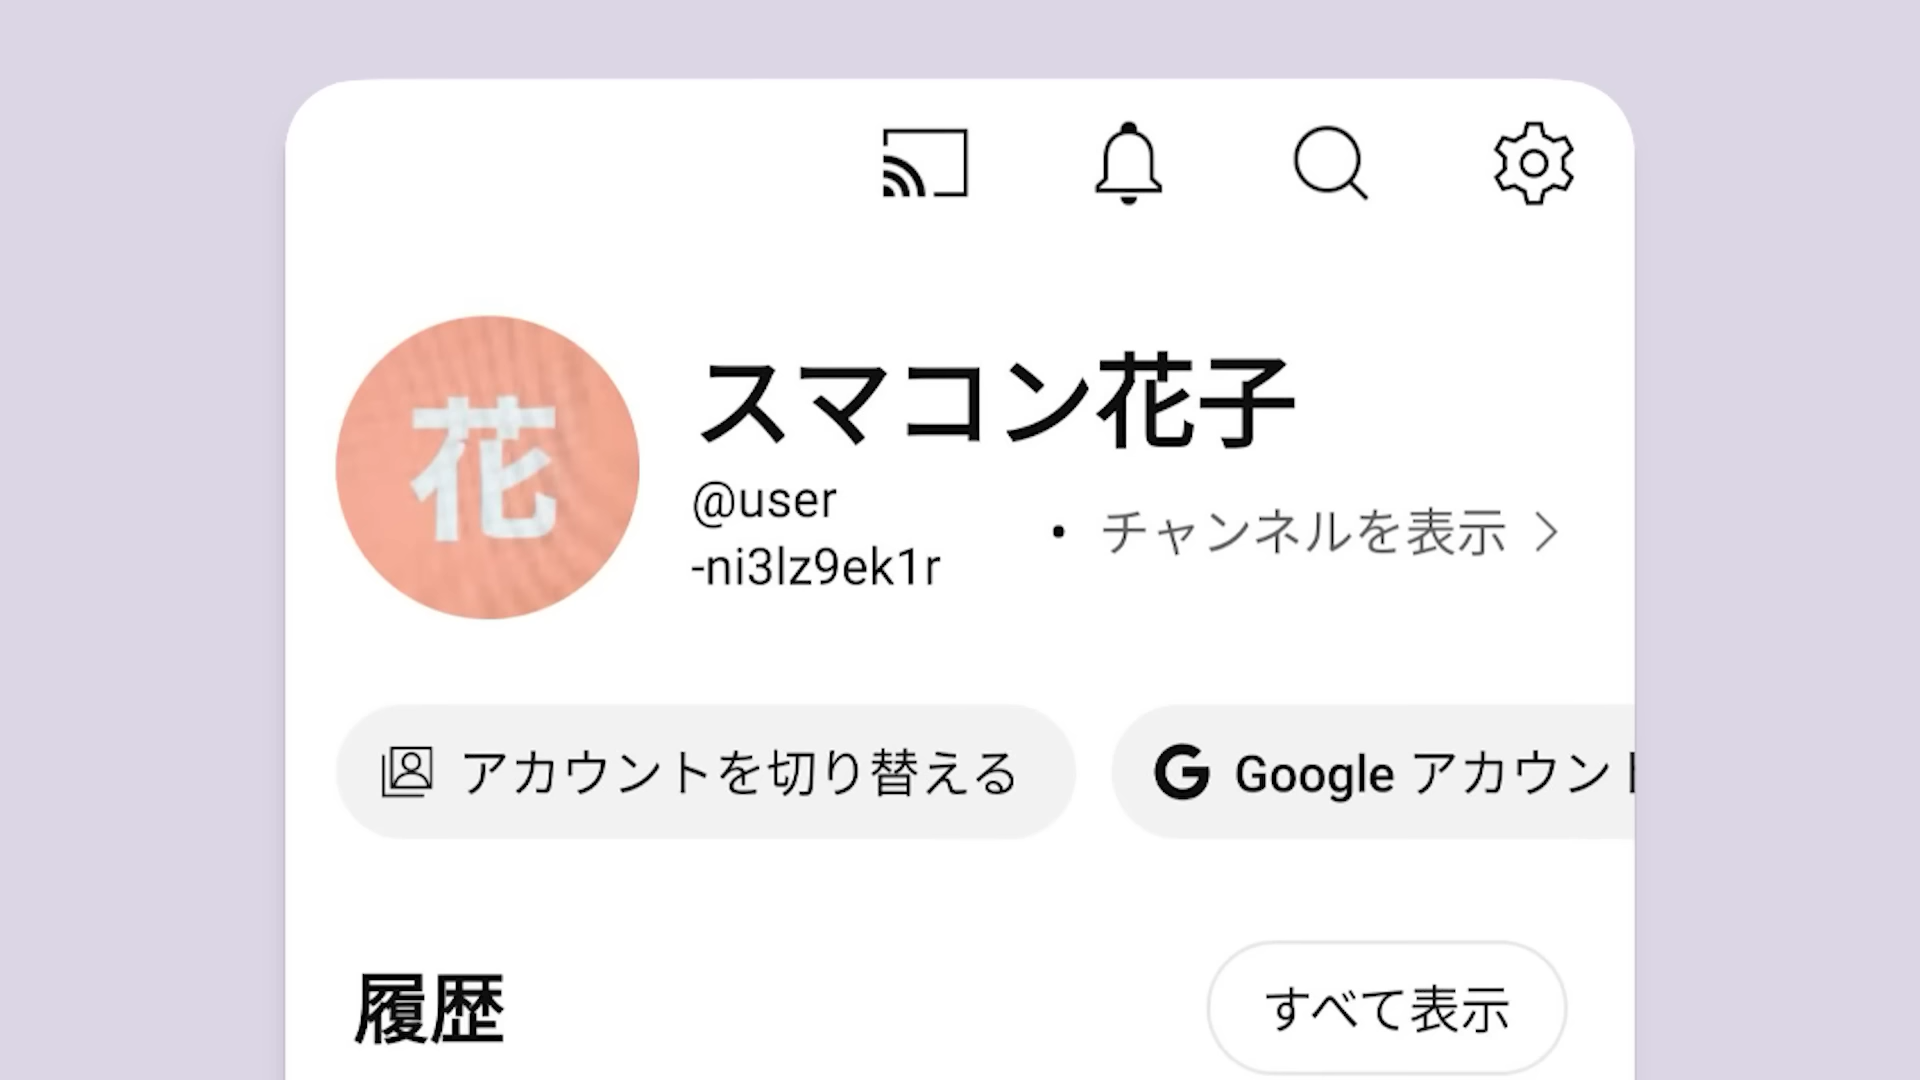 花
スマコン花子
@user
-ni3lz9ek1r
・ チャンネルを表示
アカウントを切り替える
Google アカウント
履歴
すべて表示